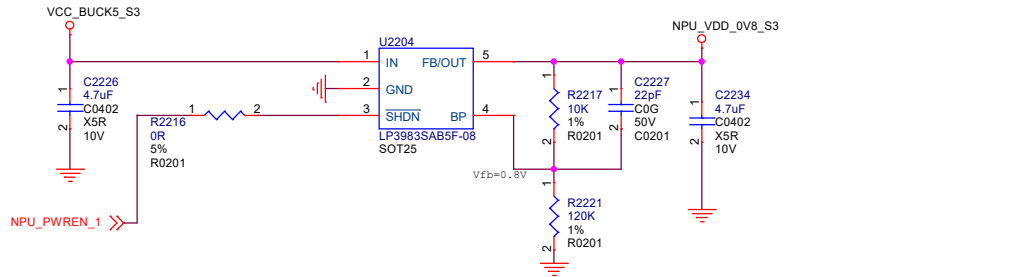 VCC_BUCK5_S3
NPU_VDD_0V8_S3
U2204
1
IN
FB/OUT
5
2
GND
3
SHDN
BP
4
LP3983SAB5F-08
SOT25
1
C2226
4.7uF
C0402
X5R
10V
2
1
2
R2216
0R
5%
R0201
NPU_PWREN_1
1
R2217
10K
1%
R0201
2
1
C2227
22pF
C0G
50V
C0201
2
1
C2234
4.7uF
C0402
X5R
10V
2
Vfb=0.8V
1
R2221
120K
1%
R0201
2